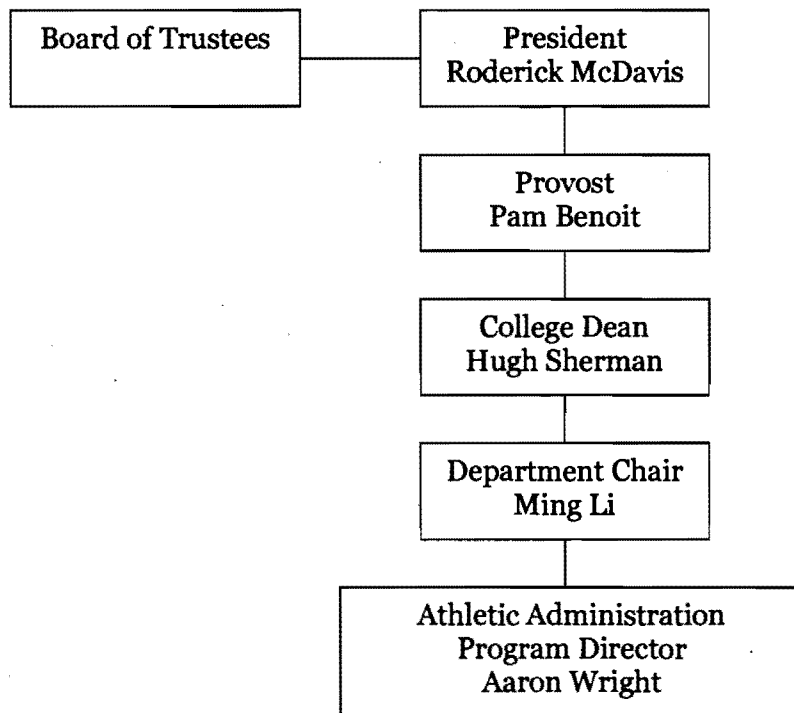 Board of Trustees
President
Roderick McDavis
Provost
Pam Benoit
College Dean
Hugh Sherman
Department Chair
Ming Li
Athletic Administration
Program Director
Aaron Wright